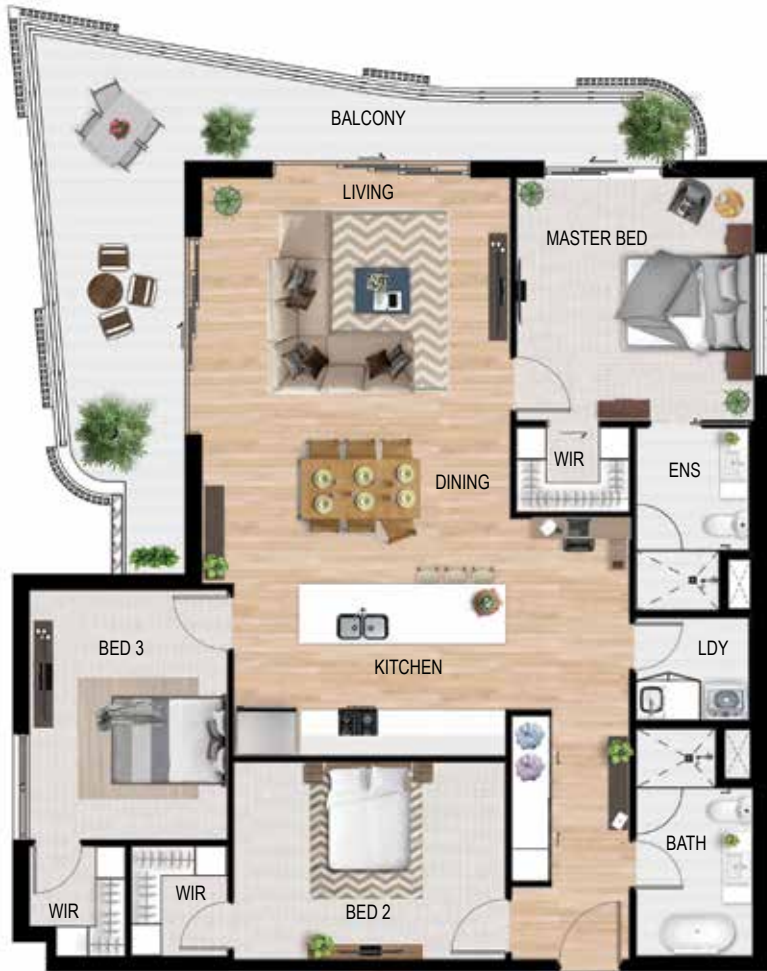 BALCONY
LIVING
MASTER BED
WIR
ENS
DINING
BED 3
KITCHEN
LDY
BATH
WIR
WIR
BED 2